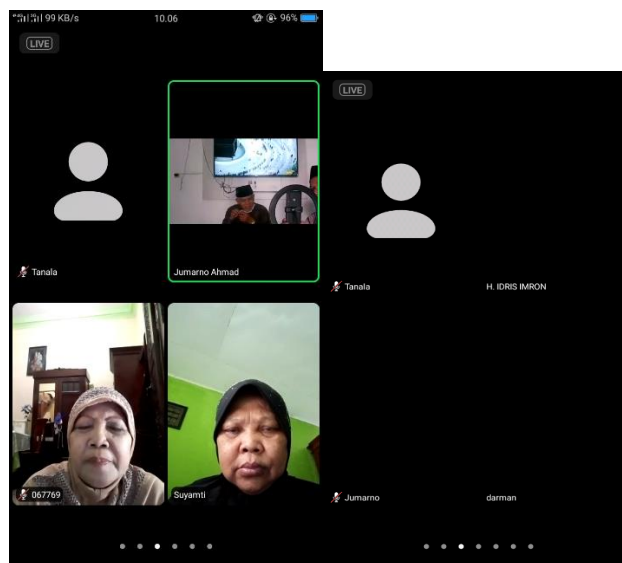 99 KB/s 10.06 96%
LIVE
Tanala
Jumarno Ahmad
067769
Suyamti
LIVE
Tanala
H. IDRIS IMRON
Jumarno
darman